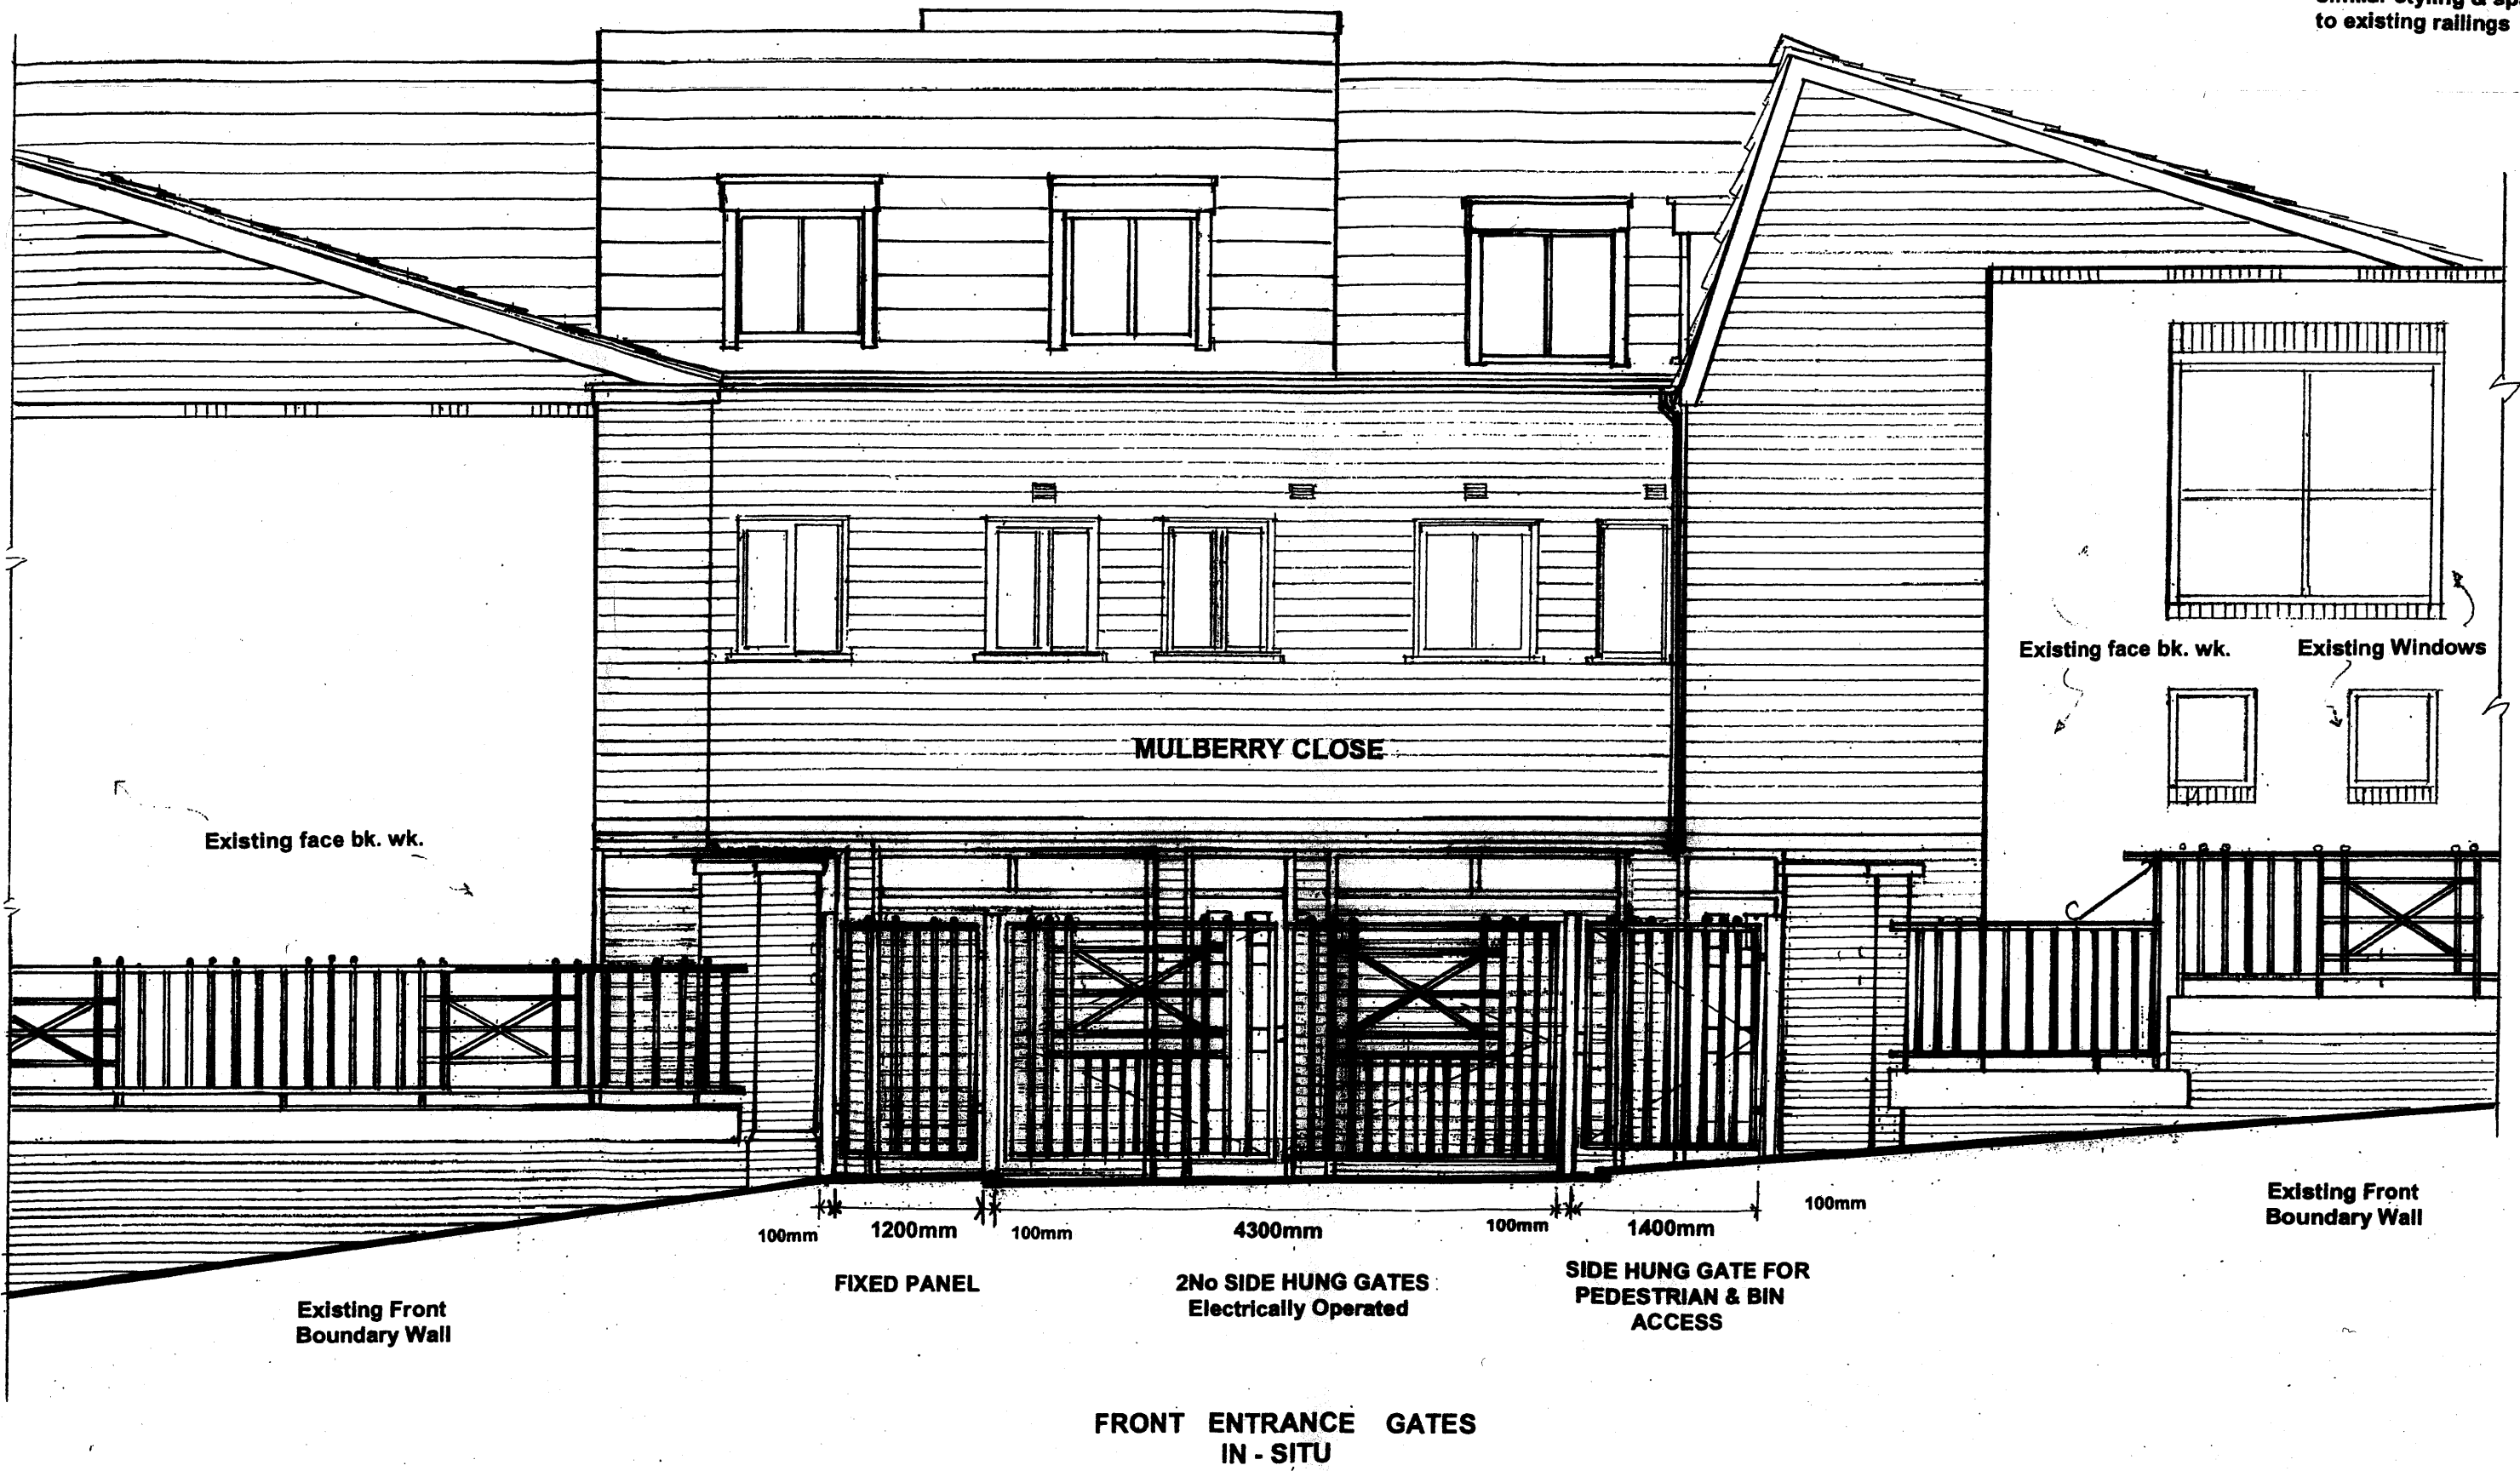 to existing railings
Existing face bk. wk.
Existing Windows
MULBERRY CLOSE
Existing face bk. wk.
100mm
1200mm
100mm
4300mm
100mm
1400mm
100mm
Existing Front
Boundary Wall
FIXED PANEL
2No SIDE HUNG GATES
Electrically Operated
SIDE HUNG GATE FOR
PEDESTRIAN & BIN
ACCESS
Existing Front
Boundary Wall
FRONT ENTRANCE GATES
IN - SITU